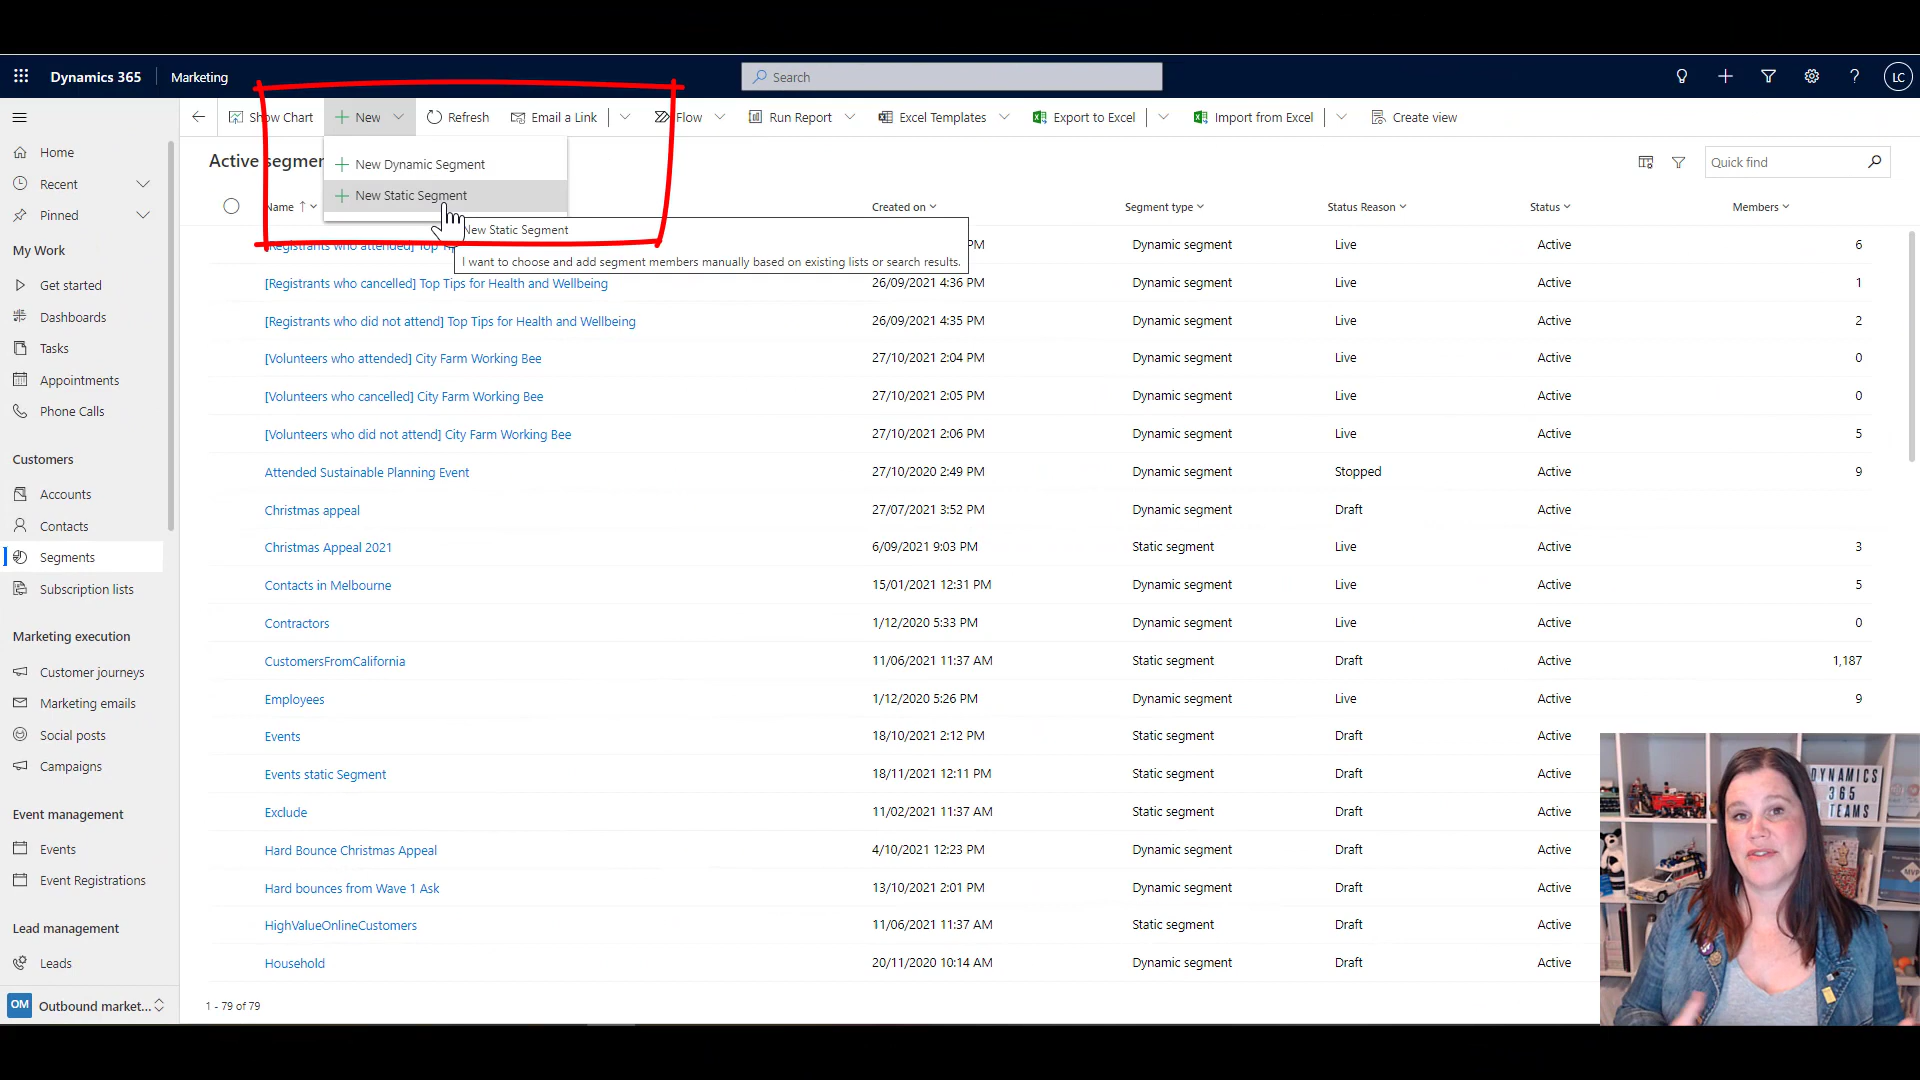 Dynamics 365
Marketing
Search
LC
Show Chart
New
Refresh
Email a Link
Flow
Run Report
Excel Templates
Export to Excel
Import from Excel
Create view
Home
Recent
Pinned
My Work
Get started
Dashboards
Tasks
Appointments
Phone Calls
Customers
Accounts
Contacts
Segments
Subscription lists
Marketing execution
Customer journeys
Marketing emails
Social posts
Campaigns
Event management
Events
Event Registrations
Lead management
Leads
OM Outbound market...
Active segmen
New Dynamic Segment
New Static Segment
New Static Segment
I want to choose and add segment members manually based on existing lists or search results.
Quick find
Name Created on Segment type Status Reason Status Members
[Registrants who attended] Top Ti PM Dynamic segment Live Active 6
[Registrants who cancelled] Top Tips for Health and Wellbeing 26/09/2021 4:36 PM Dynamic segment Live Active 1
[Registrants who did not attend] Top Tips for Health and Wellbeing 26/09/2021 4:35 PM Dynamic segment Live Active 2
[Volunteers who attended] City Farm Working Bee 27/10/2021 2:04 PM Dynamic segment Live Active 0
[Volunteers who cancelled] City Farm Working Bee 27/10/2021 2:05 PM Dynamic segment Live Active 0
[Volunteers who did not attend] City Farm Working Bee 27/10/2021 2:06 PM Dynamic segment Live Active 5
Attended Sustainable Planning Event 27/10/2020 2:49 PM Dynamic segment Stopped Active 9
Christmas appeal 27/07/2021 3:52 PM Dynamic segment Draft Active
Christmas Appeal 2021 6/09/2021 9:03 PM Static segment Live Active 3
Contacts in Melbourne 15/01/2021 12:31 PM Dynamic segment Live Active 5
Contractors 1/12/2020 5:33 PM Dynamic segment Live Active 0
CustomersFromCalifornia 11/06/2021 11:37 AM Static segment Draft Active 1,187
Employees 1/12/2020 5:26 PM Dynamic segment Live Active 9
Events 18/10/2021 2:12 PM Static segment Draft Active
Events static Segment 18/11/2021 12:11 PM Static segment Draft Active
Exclude 11/02/2021 11:37 AM Static segment Draft Active
Hard Bounce Christmas Appeal 4/10/2021 12:23 PM Dynamic segment Draft Active
Hard bounces from Wave 1 Ask 13/10/2021 2:01 PM Dynamic segment Draft Active
HighValueOnlineCustomers 11/06/2021 11:37 AM Static segment Draft Active
Household 20/11/2020 10:14 AM Dynamic segment Draft Active
1 - 79 of 79
DYNAMICS
365
TEAMS
MVP